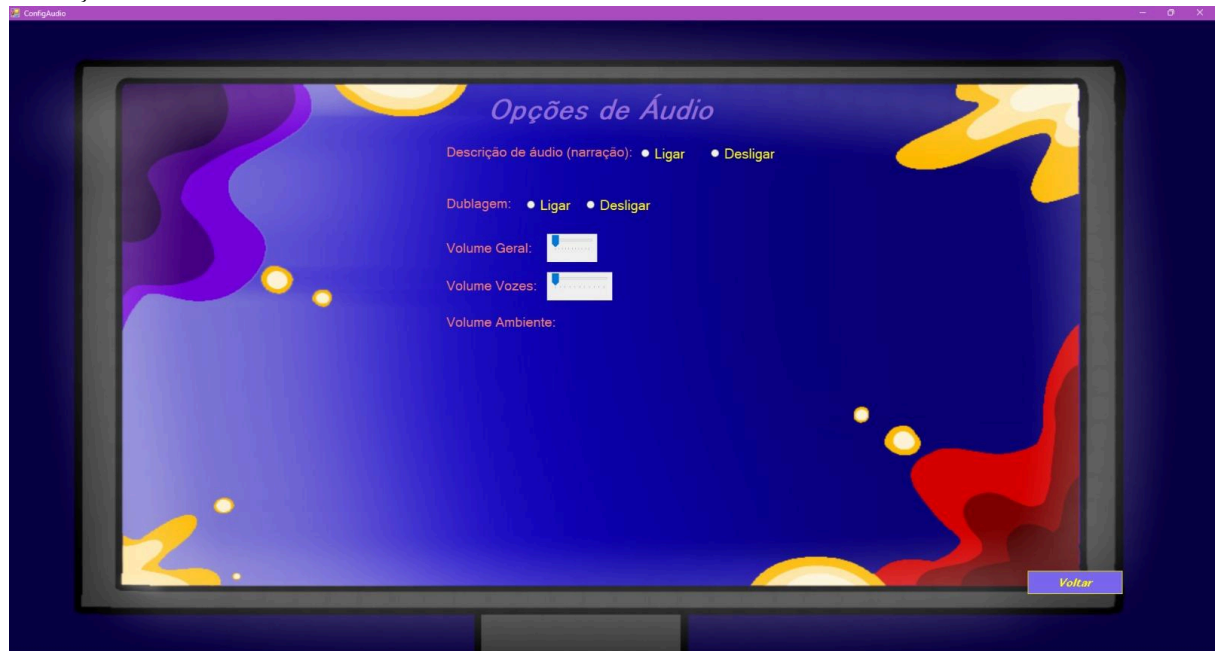 ConfigAudio
Opções de Áudio
Descrição de áudio (narração): Ligar Desligar
Dublagem: Ligar Desligar
Volume Geral:
Volume Vozes:
Volume Ambiente:
Voltar